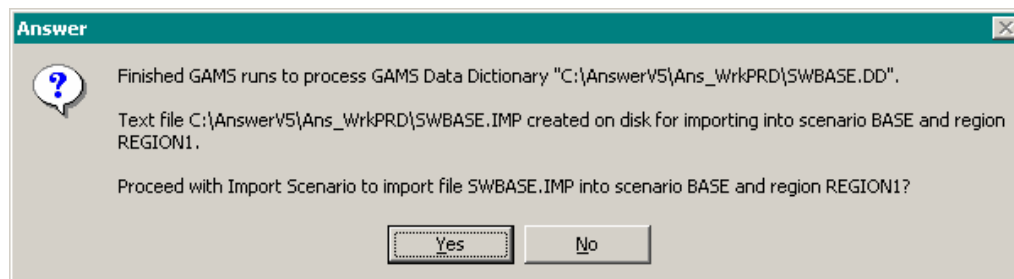 Answer
Finished GAMS runs to process GAMS Data Dictionary "C:\AnswerV5\Ans_WrkPRD\SWBASE.DD".
Text file C:\AnswerV5\Ans_WrkPRD\SWBASE.IMP created on disk for importing into scenario BASE and region
REGION1.
Proceed with Import Scenario to import file SWBASE.IMP into scenario BASE and region REGION1?
Yes No